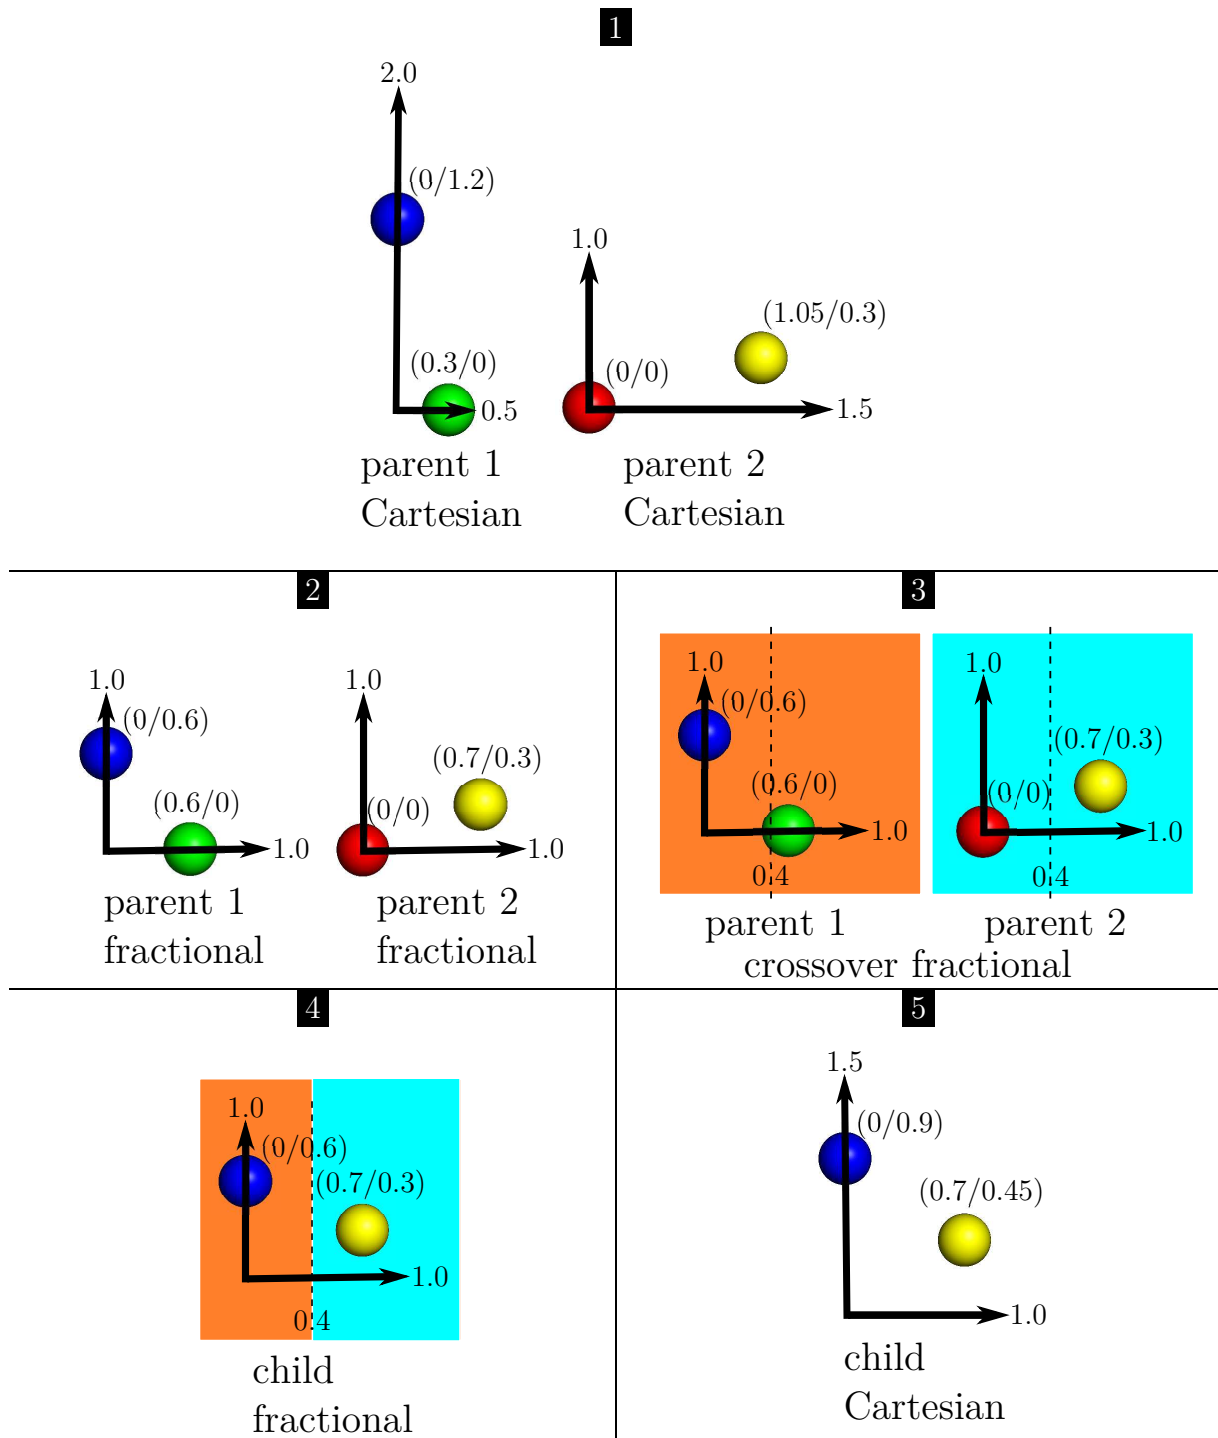 1
2.0
(0/1.2)
1.0
(1.05/0.3)
(0.3/0)
(0/0)
0.5
1.5
parent 1
Cartesian
parent 2
Cartesian
2
1.0
1.0
(0/0.6)
(0.7/0.3)
(0.6/0)
(0/0)
1.0
1.0
parent 1
fractional
parent 2
fractional
3
1.0
1.0
(0/0.6)
(0.7/0.3)
(0.6/0)
(0/0)
1.0
1.0
0.4
0.4
parent 1
parent 2
crossover fractional
4
1.0
(0/0.6)
(0.7/0.3)
1.0
0.4
child
fractional
5
1.5
(0/0.9)
(0.7/0.45)
1.0
child
Cartesian